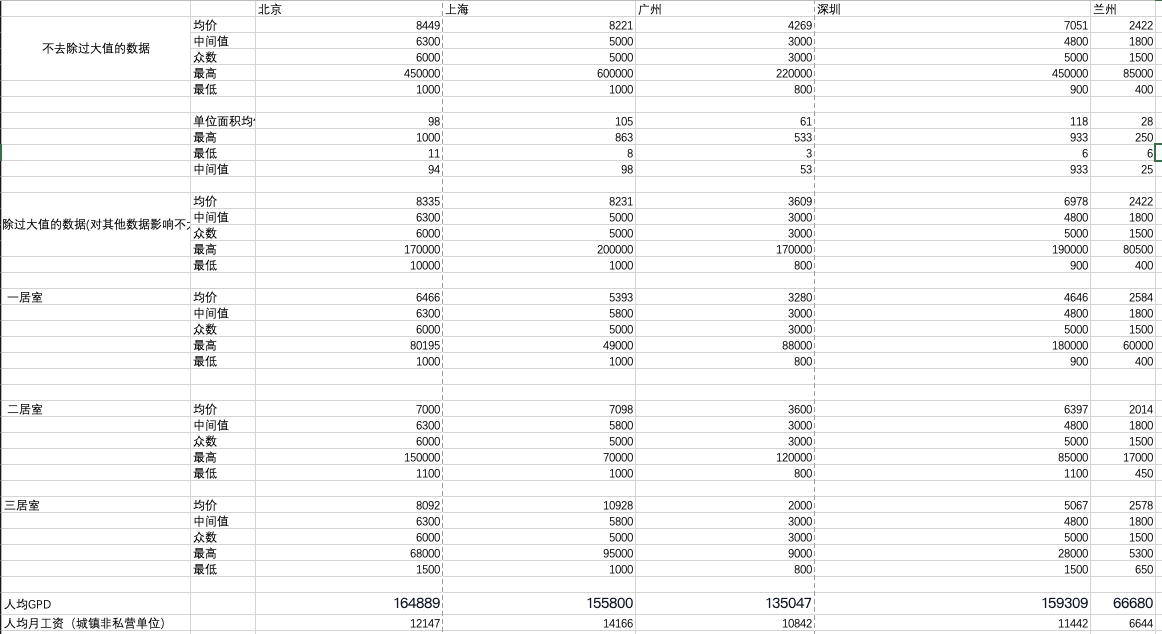 北京 上海 广州 深圳 兰州
均价 8449 8221 4269 7051 2422
中间值 6300 5000 3000 4800 1800
不去除过大值的数据 众数 6000 5000 3000 5000 1500
最高 450000 600000 220000 450000 85000
最低 1000 1000 800 900 400
单位面积均 98 105 61 118 28
最高 1000 863 533 933 250
最低 11 8 3 6 6
中间值 94 98 53 933 25
均价 8335 8231 3609 6978 2422
中间值 6300 5000 3000 4800 1800
除过大值的数据(对其他数据影响不 众数 6000 5000 3000 5000 1500
最高 170000 200000 170000 190000 80500
最低 10000 1000 800 900 400
一居室 均价 6466 5393 3280 4646 2584
中间值 6300 5800 3000 4800 1800
众数 6000 5000 3000 5000 1500
最高 80195 49000 88000 180000 60000
最低 1000 1000 800 900 400
二居室 均价 7000 7098 3600 6397 2014
中间值 6300 5800 3000 4800 1800
众数 6000 5000 3000 5000 1500
最高 150000 70000 120000 85000 17000
最低 1100 1000 800 1100 450
三居室 均价 8092 10928 2000 5067 2578
中间值 6300 5800 3000 4800 1800
众数 6000 5000 3000 5000 1500
最高 68000 95000 9000 28000 5300
最低 1500 1000 800 1500 650
人均GPD 164889 155800 135047 159309 66680
人均月工资（城镇非私营单位） 12147 14166 10842 11442 6644